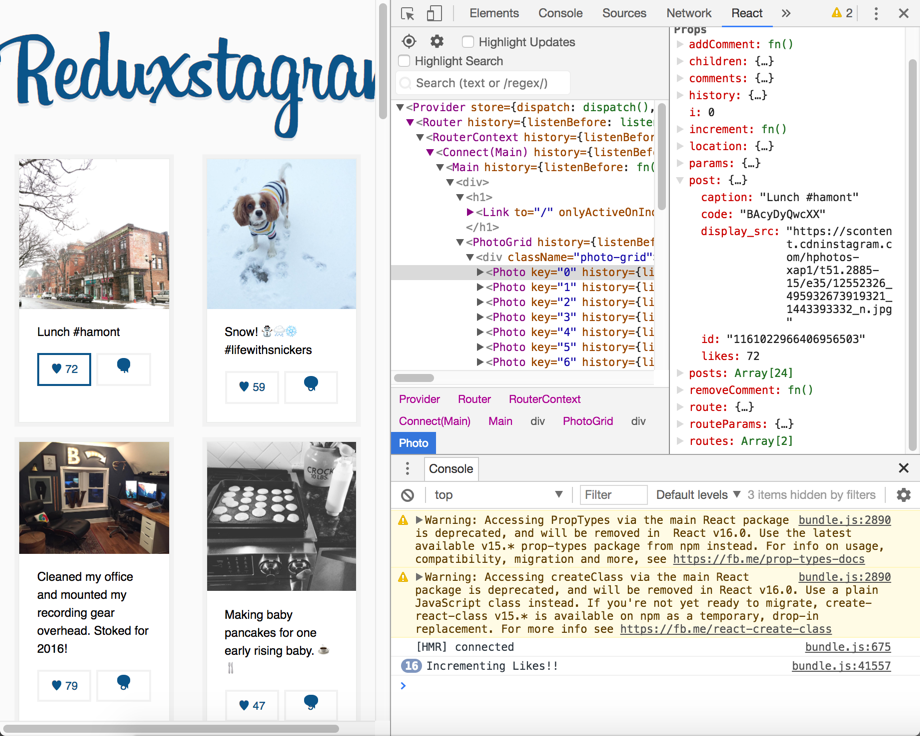 Reduxstagram
Lunch #hamont
72
Snow!
#lifewithsnickers
59
B
Cleaned my office
and mounted my
recording gear
overhead. Stoked for
2016!
79
CROCK
Making baby
pancakes for one
early rising baby.
47
Elements Console Sources Network React » 2
Highlight Updates
Highlight Search
Search (text or /regex/)
<Provider store={dispatch: dispatch(),
<Router history={listenBefore: liste
<RouterContext history={listenBefore
<Connect(Main) history={listenBefo
<Main history={listenBefore: fn(
<div>
<h1>
<Link to="/" onlyActiveOnInd
</h1>
<PhotoGrid history={listenBef
<div className="photo-grid"
<Photo key="0" history={li
<Photo key="1" history={li
<Photo key="2" history={li
<Photo key="3" history={li
<Photo key="4" history={li
<Photo key="5" history={li
<Photo key="6" history={li
Provider Router RouterContext
Connect(Main) Main div PhotoGrid div
Photo
Props
addComment: fn()
children: {…}
comments: {…}
history: {…}
i: 0
increment: fn()
location: {…}
params: {…}
post: {…}
caption: "Lunch #hamont"
code: "BAcyDyQwcXX"
display_src: "https://sconten
t.cdninstagram.c
om/hphotos-
xap1/t51.2885-
15/e35/12552326_
495932673919321_
1443393332_n.jpg
"
id: "1161022966406956503"
likes: 72
posts: Array[24]
removeComment: fn()
route: {…}
routeParams: {…}
routes: Array[2]
Console
top Filter Default levels 3 items hidden by filters
Warning: Accessing PropTypes via the main React package bundle.js:2890
is deprecated, and will be removed in React v16.0. Use the latest
available v15.* prop-types package from npm instead. For info on usage,
compatibility, migration and more, see https://fb.me/prop-types-docs
Warning: Accessing createClass via the main React bundle.js:2890
package is deprecated, and will be removed in React v16.0. Use a plain
JavaScript class instead. If you're not yet ready to migrate, create-
react-class v15.* is available on npm as a temporary, drop-in
replacement. For more info see https://fb.me/react-create-class
[HMR] connected bundle.js:675
16 Incrementing Likes!! bundle.js:41557